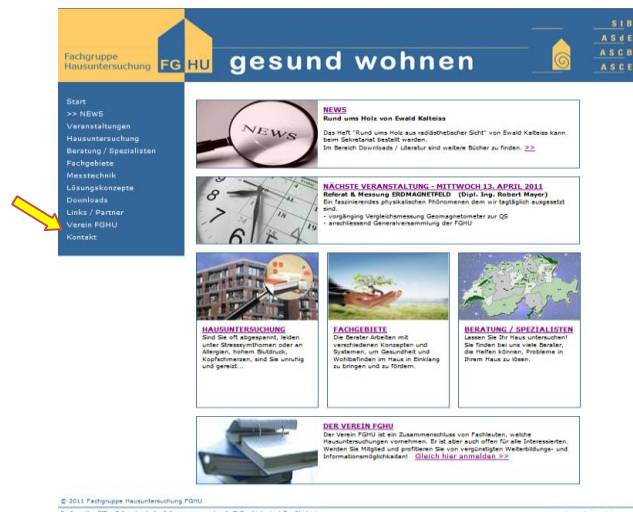 Fachgruppe
Hausuntersuchung
FG HU
gesund wohnen
S I B
A S d E
A S C B
A S C E
Start
>> NEWS
Veranstaltungen
Hausuntersuchung
Beratung / Spezialisten
Fachgebiete
Messtechnik
Lösungskonzepte
Downloads
Links / Partner
Verein FGHU
Kontakt
NEWS
NEWS
Rund ums Holz von Ewald Kalteiss
Das Heft "Rund ums Holz aus radiästhetischer Sicht" von Ewald Kalteiss kann
beim Sekretariat bestellt werden.
Im Bereich Downloads / Literatur sind weitere Bücher zu finden. >>
NÄCHSTE VERANSTALTUNG - MITTWOCH 13. APRIL 2011
Referat & Messung ERDMAGNETFELD (Dipl. Ing. Robert Mayer)
Ein faszinierendes physikalischen Phönomenen dem wir tagtäglich ausgesetzt
sind.
- vorgänging Vergleichsmessung Geomagnetometer zur QS
- anschliessend Generalversammlung der FGHU
HAUSUNTERSUCHUNG
Sind Sie oft abgespannt, leiden
unter Stresssymthomen oder an
Allergien, hohem Blutdruck,
Kopfschmerzen, sind Sie unruhig
und gereizt...
FACHGEBIETE
Die Berater Arbeiten mit
verschiedenen Konzepten und
Systemen, um Gesundheit und
Wohlbefinden im Haus in Einklang
zu bringen und zu fördern.
BERATUNG / SPEZIALISTEN
Lassen Sie Ihr Haus untersuchen!
Sie finden bei uns viele Berater,
die Helfen können, Probleme in
Ihrem Haus zu lösen.
DER VEREIN FGHU
Der Verein FGHU ist ein Zusammenschluss von Fachleuten, welche
Hausuntersuchungen vornehmen. Er ist aber auch offen für alle Interessierten.
Werden Sie Mitglied und profitieren Sie von vergünstigten Weiterbildungs- und
Informationsmöglichkeiten! Gleich hier anmelden >>
© 2011 Fachgruppe Hausuntersuchung FGHU